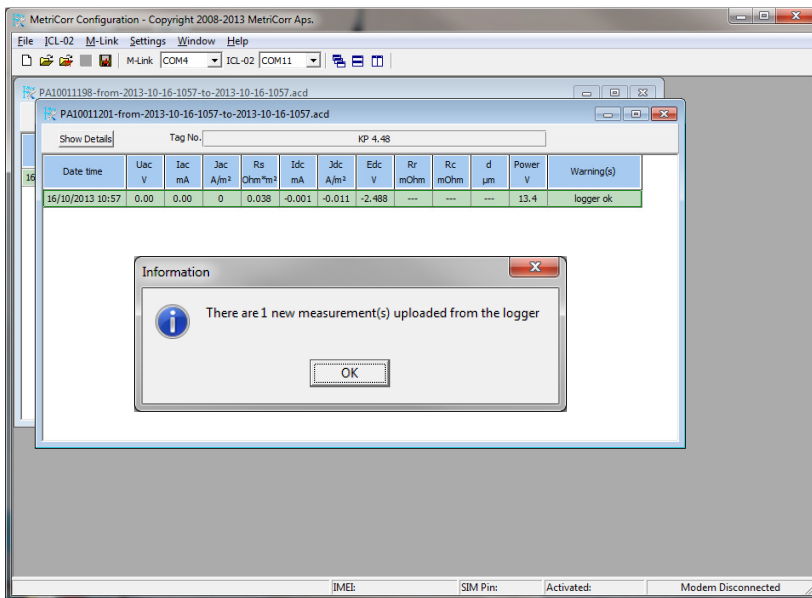 MetriCorr Configuration - Copyright 2008-2013 MetriCorr Aps.
File ICL-02 M-Link Settings Window Help
M-Link COM4 ICL-02 COM11
PA10011198-from-2013-10-16-1057-to-2013-10-16-1057.acd
PA10011201-from-2013-10-16-1057-to-2013-10-16-1057.acd
Show Details Tag No. KP 4.48
Date time Uac V Iac mA Jac A/m² Rs Ohm*m² Idc mA Jdc A/m² Edc V Rr mOhm Rc mOhm d µm Power V Warning(s)
16
16/10/2013 10:57 0.00 0.00 0 0.038 -0.001 -0.011 -2.488 --- --- --- 13.4 logger ok
Information
There are 1 new measurement(s) uploaded from the logger
OK
IMEI: SIM Pin: Activated: Modem Disconnected